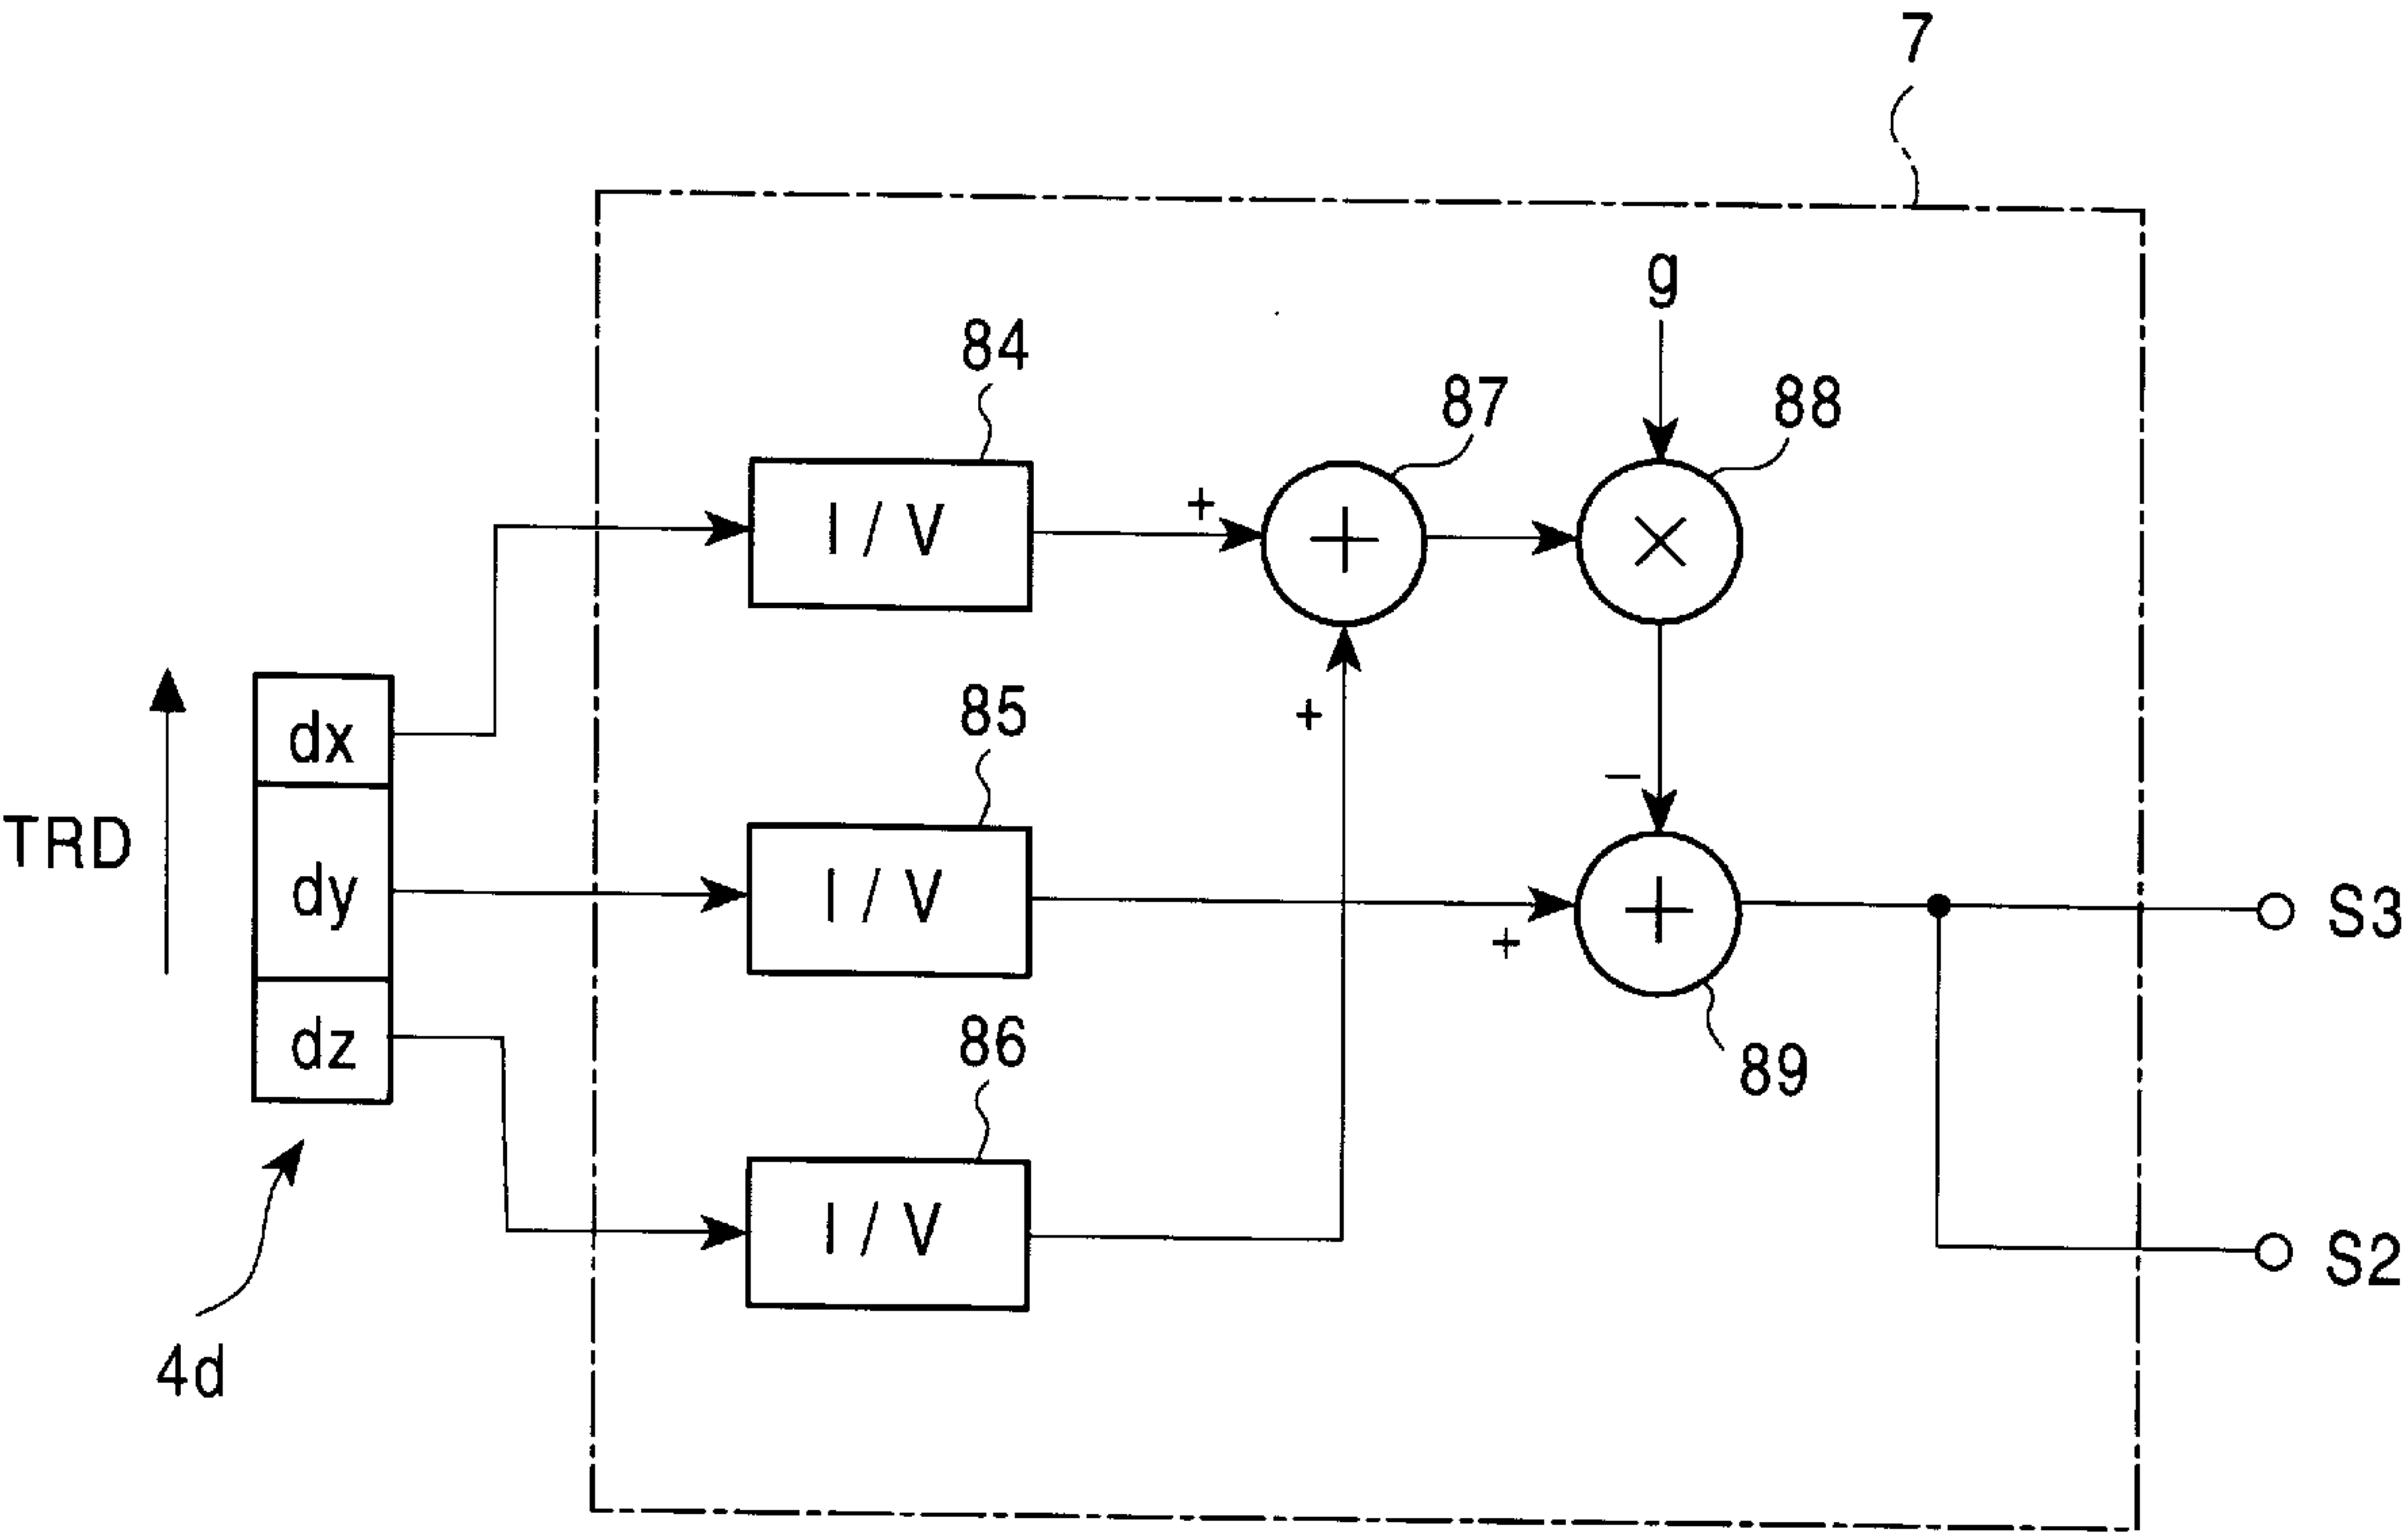 7
g
84
87
88
I / V
+
+
×
dx
85
+
−
TRD
dy
I / V
+
+
S3
dz
86
89
I / V
S2
4d